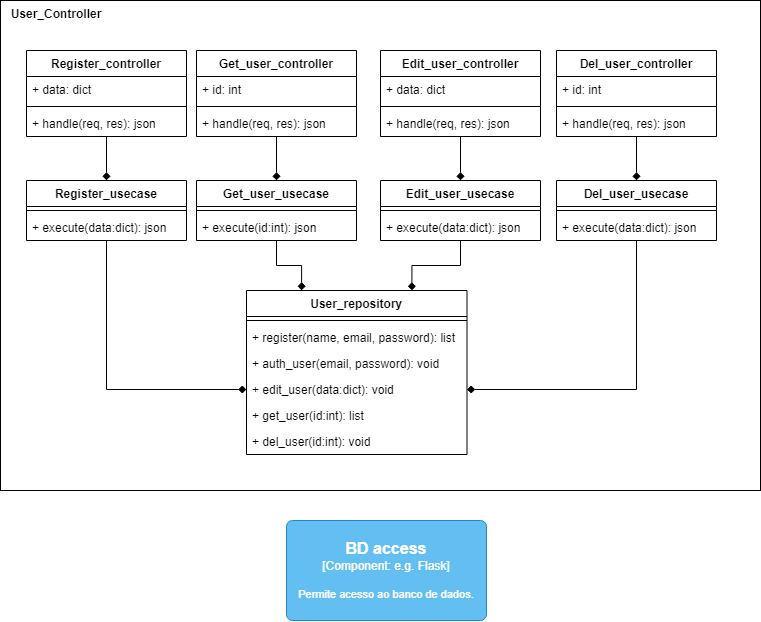 User_Controller
Register_controller
+ data: dict
+ handle(req, res): json
Get_user_controller
+ id: int
+ handle(req, res): json
Edit_user_controller
+ data: dict
+ handle(req, res): json
Del_user_controller
+ id: int
+ handle(req, res): json
Register_usecase
+ execute(data:dict): json
Get_user_usecase
+ execute(id:int): json
Edit_user_usecase
+ execute(data:dict): json
Del_user_usecase
+ execute(data:dict): json
User_repository
+ register(name, email, password): list
+ auth_user(email, password): void
+ edit_user(data:dict): void
+ get_user(id:int): list
+ del_user(id:int): void
BD access
[Component: e.g. Flask]
Permite acesso ao banco de dados.